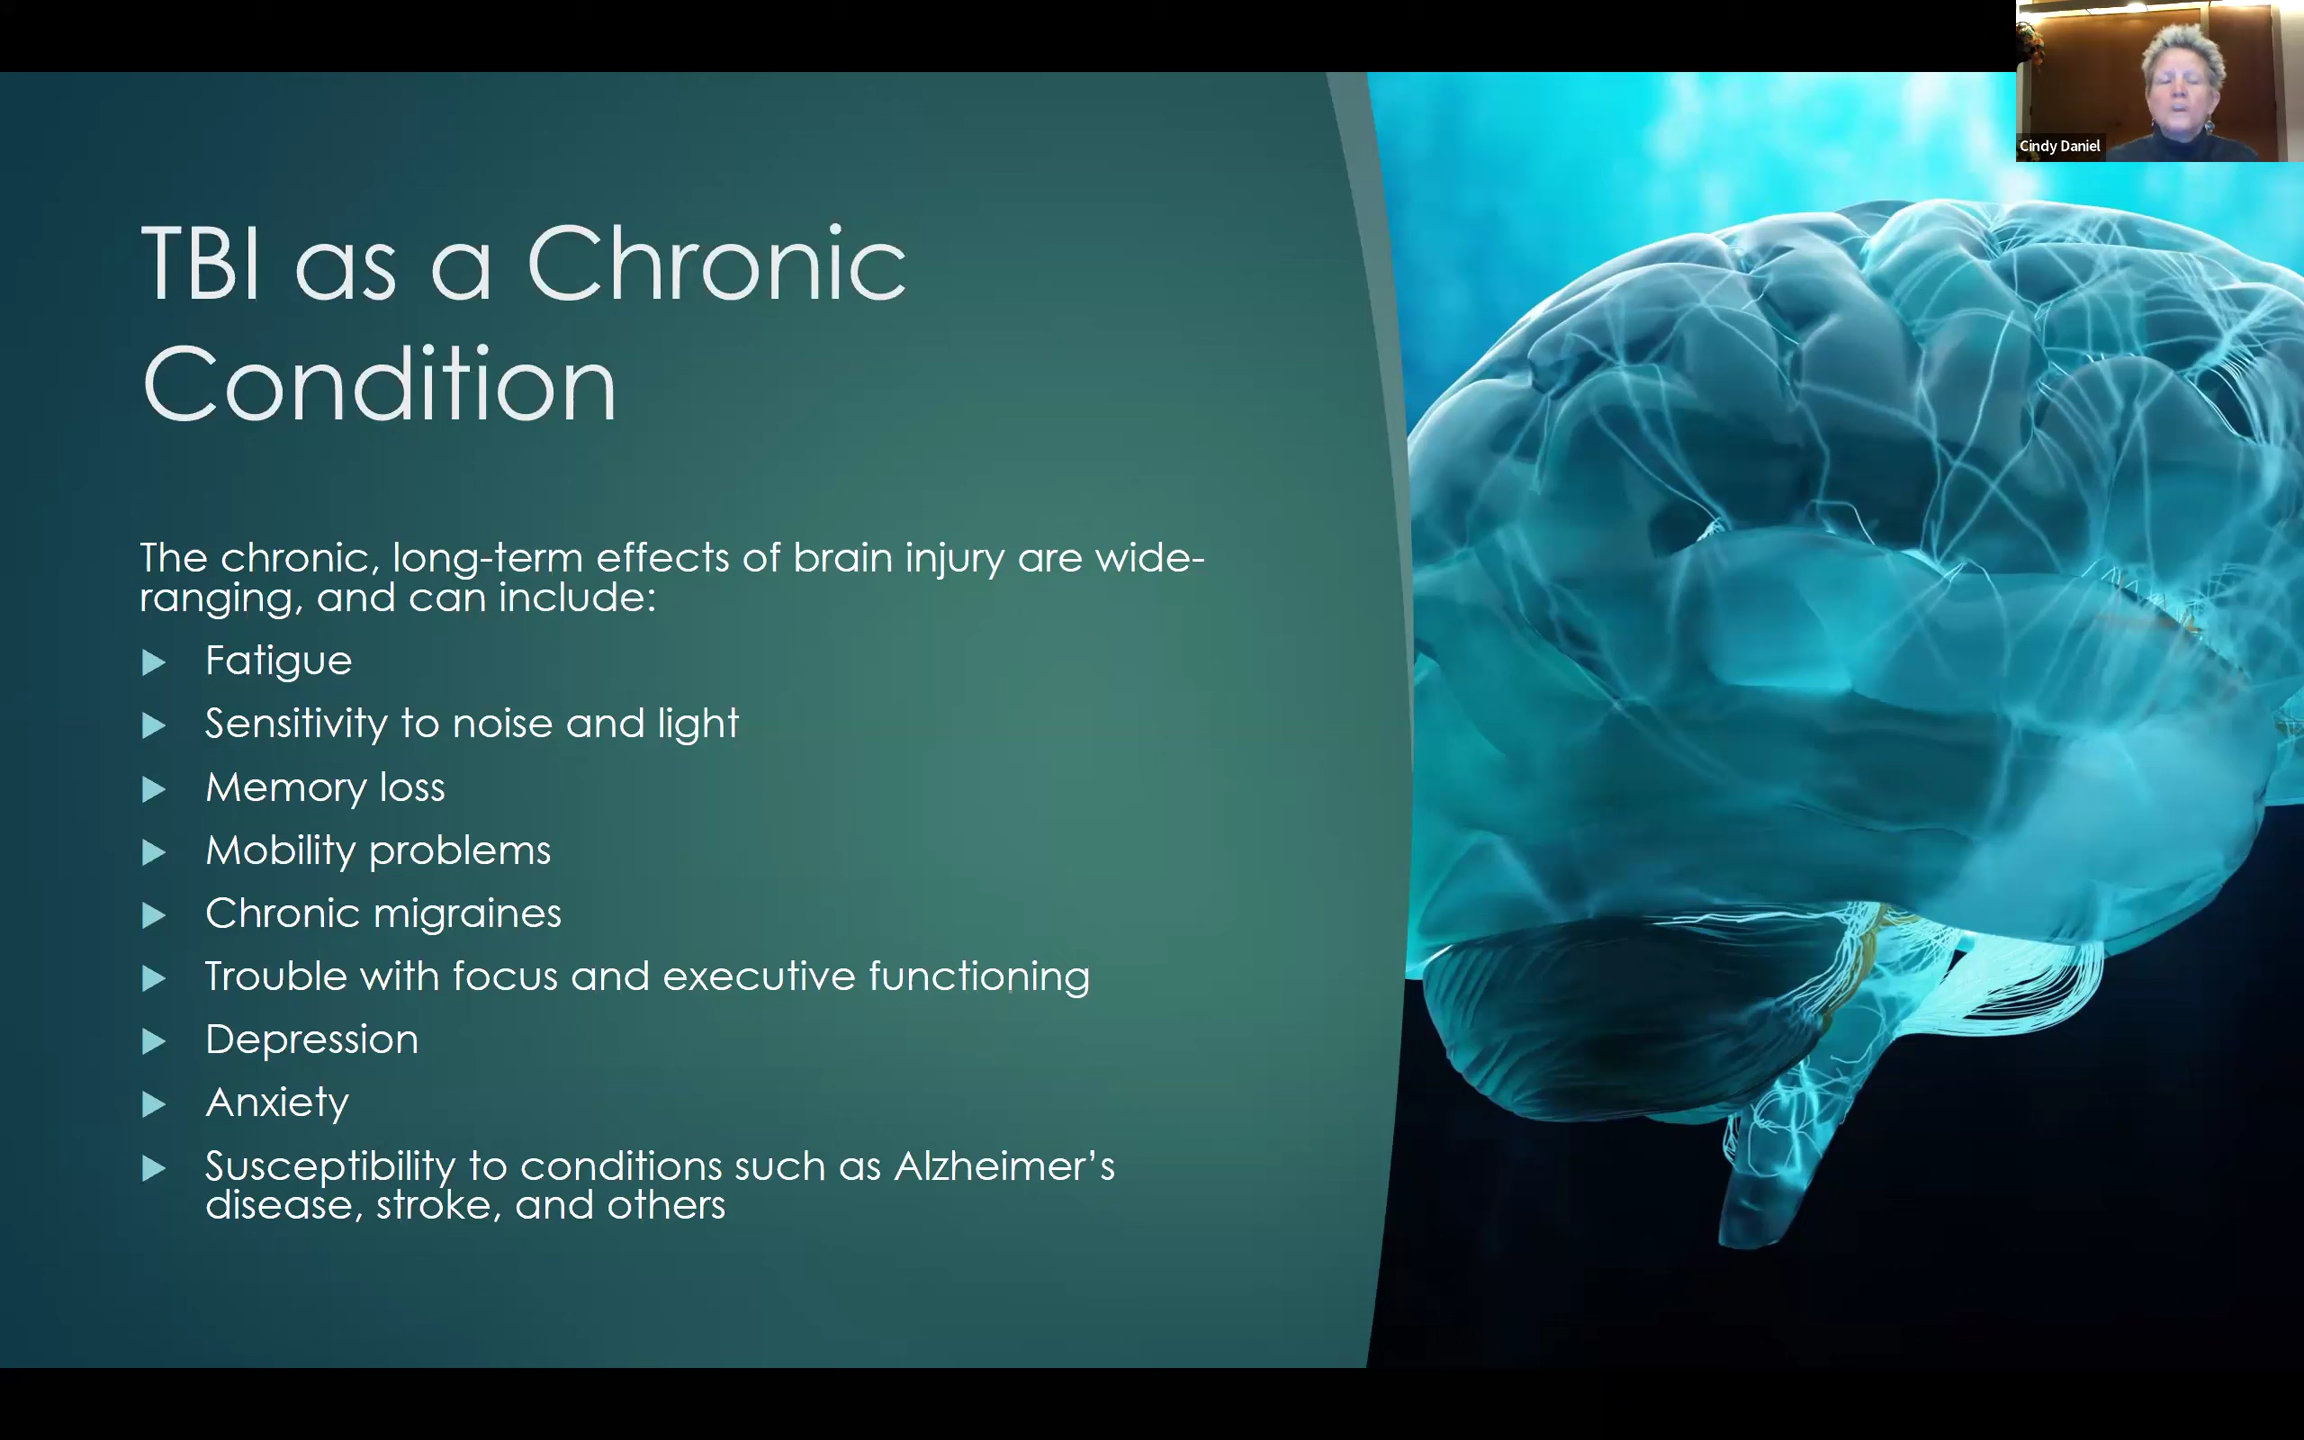 Cindy Daniel
TBI as a Chronic
Condition
The chronic, long-term effects of brain injury are wide-
ranging, and can include:
Fatigue
Sensitivity to noise and light
Memory loss
Mobility problems
Chronic migraines
Trouble with focus and executive functioning
Depression
Anxiety
Susceptibility to conditions such as Alzheimer’s
disease, stroke, and others